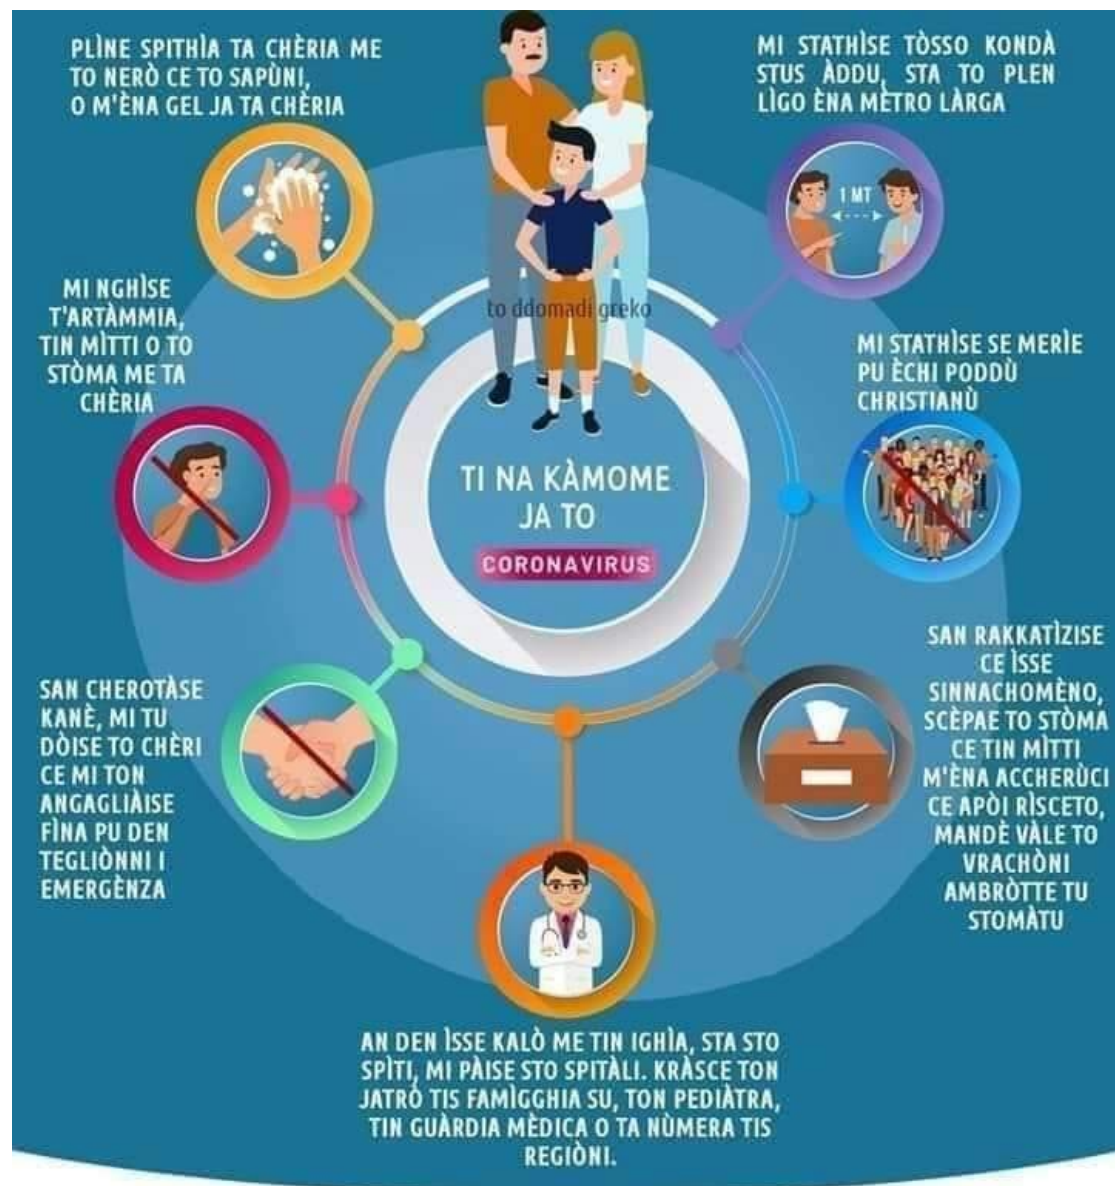 PLÌNE SPITHÌA TA CHÈRIA ME
TO NERÒ CE TO SAPÙNI,
O M'ÈNA GEL JA TA CHÈRIA
MI STATHÌSE TÒSSO KONDÀ
STUS ÀDDU, STA TO PLEN
LÌGO ÈNA MÈTRO LÀRGA
1 MT
MI NGHÌSE
T'ARTÀMMIA,
TIN MÌTTI O TO
STÒMA ME TA
CHÈRIA
to ddomadi greko
MI STATHÌSE SE MERÌE
PU ÈCHI PODDÙ
CHRISTIANÙ
TI NA KÀMOME
JA TO
CORONAVIRUS
SAN CHEROTÀSE
KANÈ, MI TU
DÒISE TO CHÈRI
CE MI TON
ANGAGLIÀISE
FÌNA PU DEN
TEGLIÒNNI I
EMERGÈNZA
SAN RAKKATÌZISE
CE ÌSSE
SINNACHOMÈNO,
SCÈPAE TO STÒMA
CE TIN MÌTTI
M'ÈNA ACCHERÙCI
CE APÒI RÌSCETO,
MANDÈ VÀLE TO
VRACHÒNI
AMBRÒTTE TU
STOMÀTU
AN DEN ÌSSE KALÒ ME TIN IGHÌA, STA STO
SPÌTI, MI PÀISE STO SPITÀLI. KRÀSCE TON
JATRÒ TIS FAMÌGGHIA SU, TON PEDIÀTRA,
TIN GUÀRDIA MÈDICA O TA NÙMERA TIS
REGIÒNI.